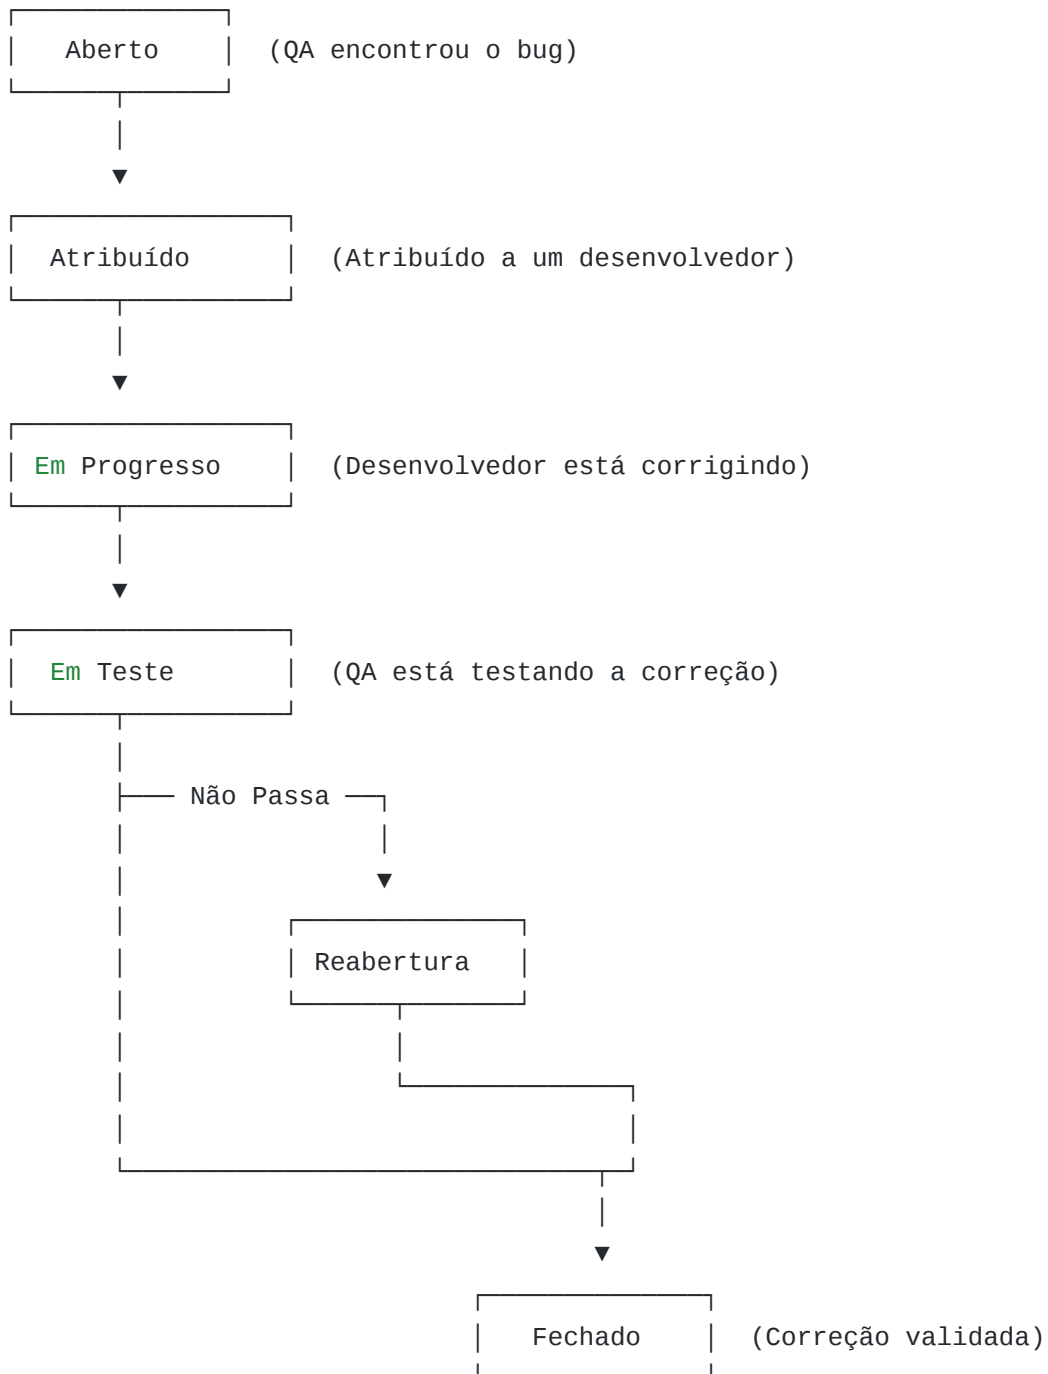 Aberto (QA encontrou o bug)
Atribuído (Atribuído a um desenvolvedor)
Em Progresso (Desenvolvedor está corrigindo)
Em Teste (QA está testando a correção)
Não Passa
Reabertura
Fechado (Correção validada)